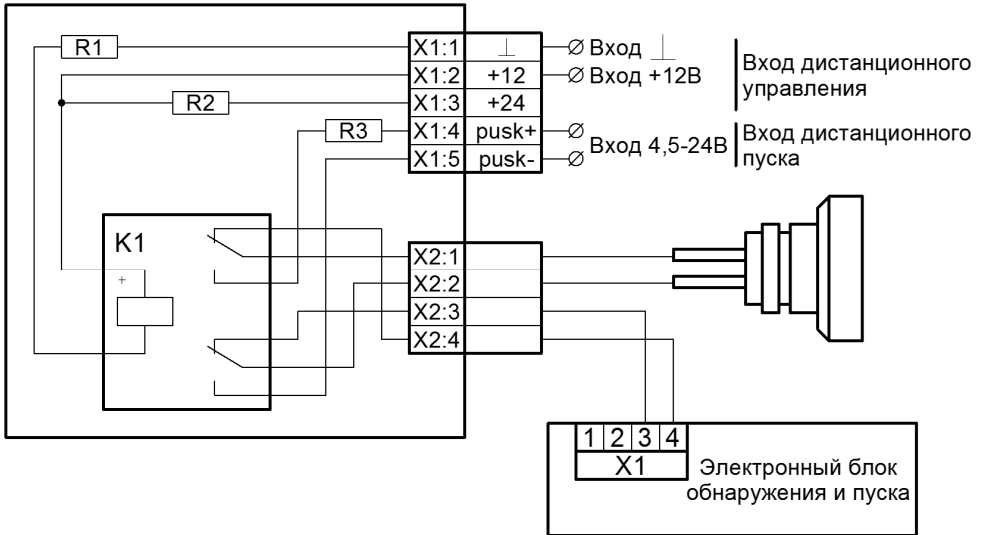 R1
X1:1 ⊥ Вход ⊥
X1:2 +12 Вход +12В
Вход дистанционного
управления
R2
X1:3 +24
R3
X1:4 pusk+
Вход 4,5-24В
Вход дистанционного
пуска
X1:5 pusk-
K1
+
X2:1
X2:2
X2:3
X2:4
1 2 3 4
X1
Электронный блок
обнаружения и пуска